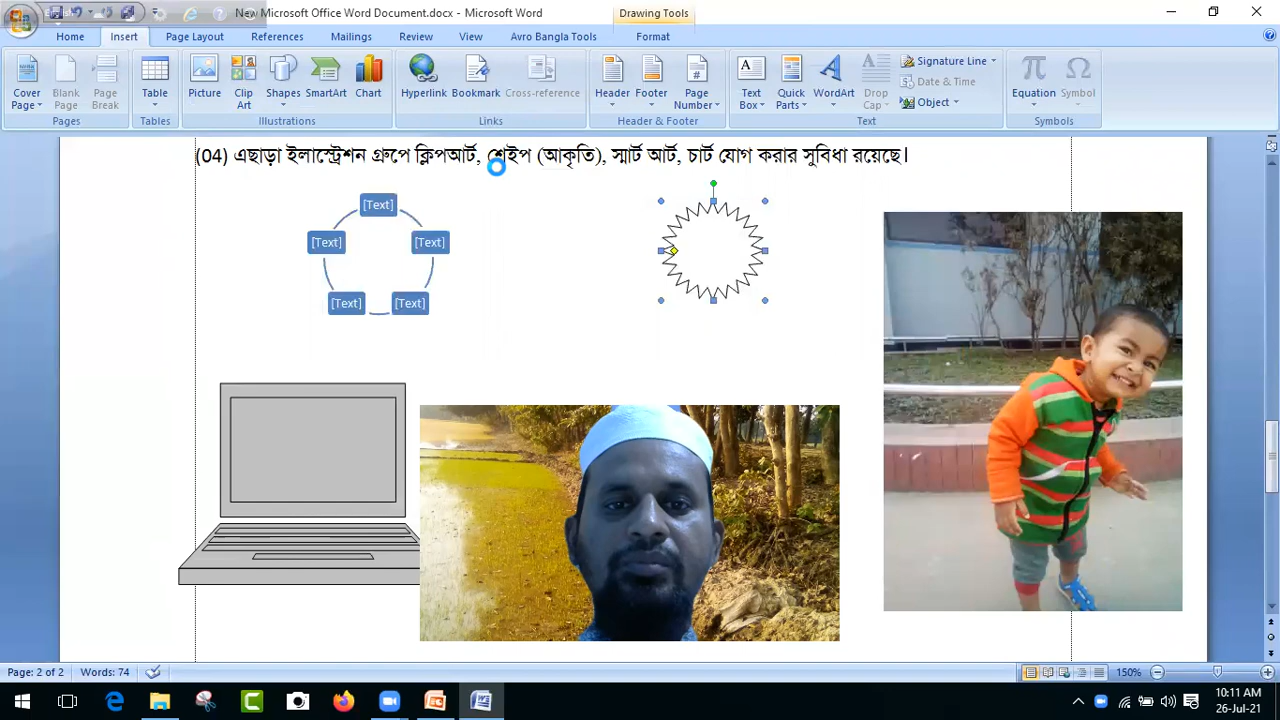 English
New Microsoft Office Word Document.docx - Microsoft Word
Drawing Tools
Home Insert Page Layout References Mailings Review View Avro Bangla Tools Format
Cover Page
Blank Page
Page Break
Pages
Table
Tables
Picture
Clip Art
Shapes
SmartArt
Chart
Illustrations
Hyperlink
Bookmark
Cross-reference
Links
Header
Footer
Page Number
Header & Footer
Text Box
Quick Parts
WordArt
Drop Cap
Signature Line
Date & Time
Object
Text
Equation
Symbol
Symbols
(04) এছাড়া ইলাস্ট্রেশন গ্রুপে ক্লিপআর্ট, শেইপ (আকৃতি), স্মার্ট আর্ট, চার্ট যোগ করার সুবিধা রয়েছে।
[Text]
[Text] [Text]
[Text] [Text]
Page: 2 of 2 Words: 74
150%
10:11 AM
26-Jul-21